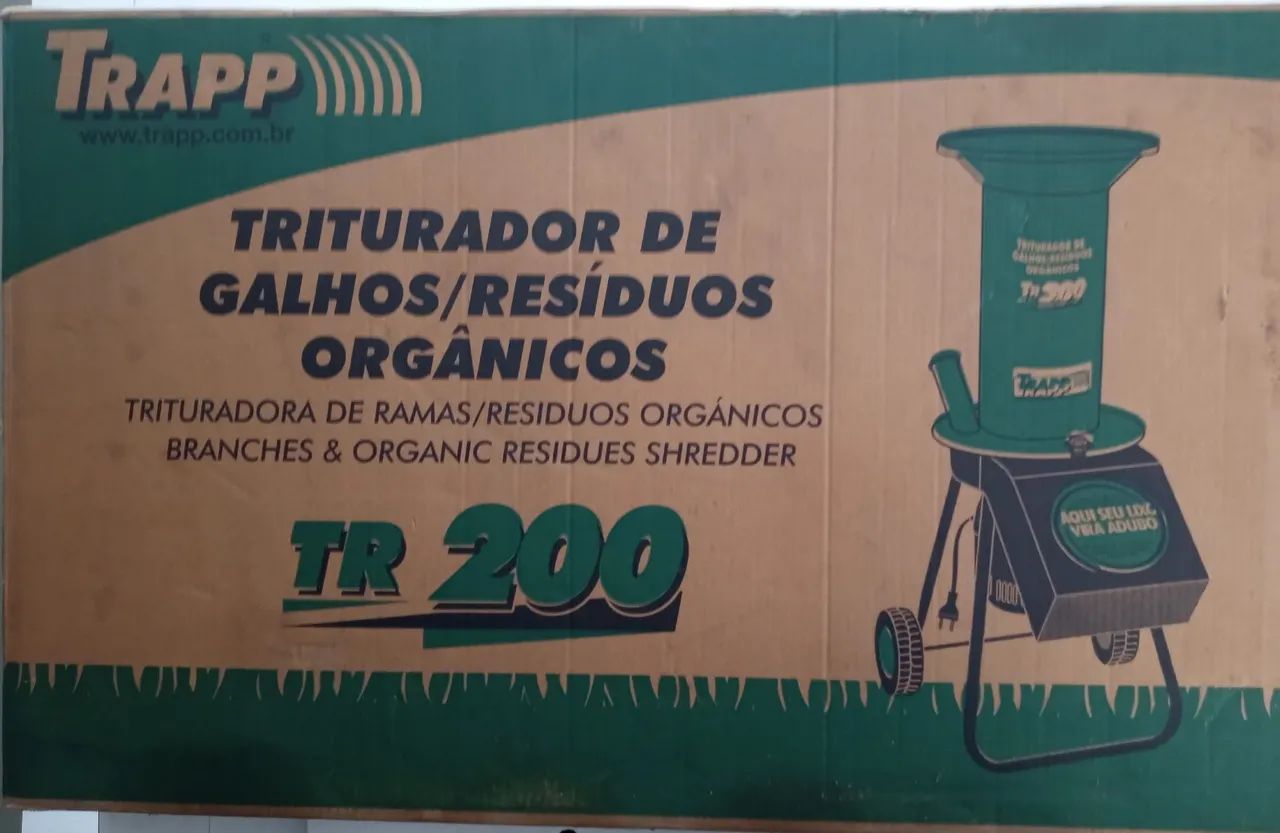 TRAPP
www.trapp.com.br
TRITURADOR DE
GALHOS/RESÍDUOS
ORGÂNICOS
TRITURADORA DE RAMAS/RESIDUOS ORGÁNICOS
BRANCHES & ORGANIC RESIDUES SHREDDER
TR 200
TRITURADOR DE
GALHOS/RESÍDUOS
ORGÂNICOS
TR 200
TRAPP
AQUI SEU LIXO
VIRA ADUBO